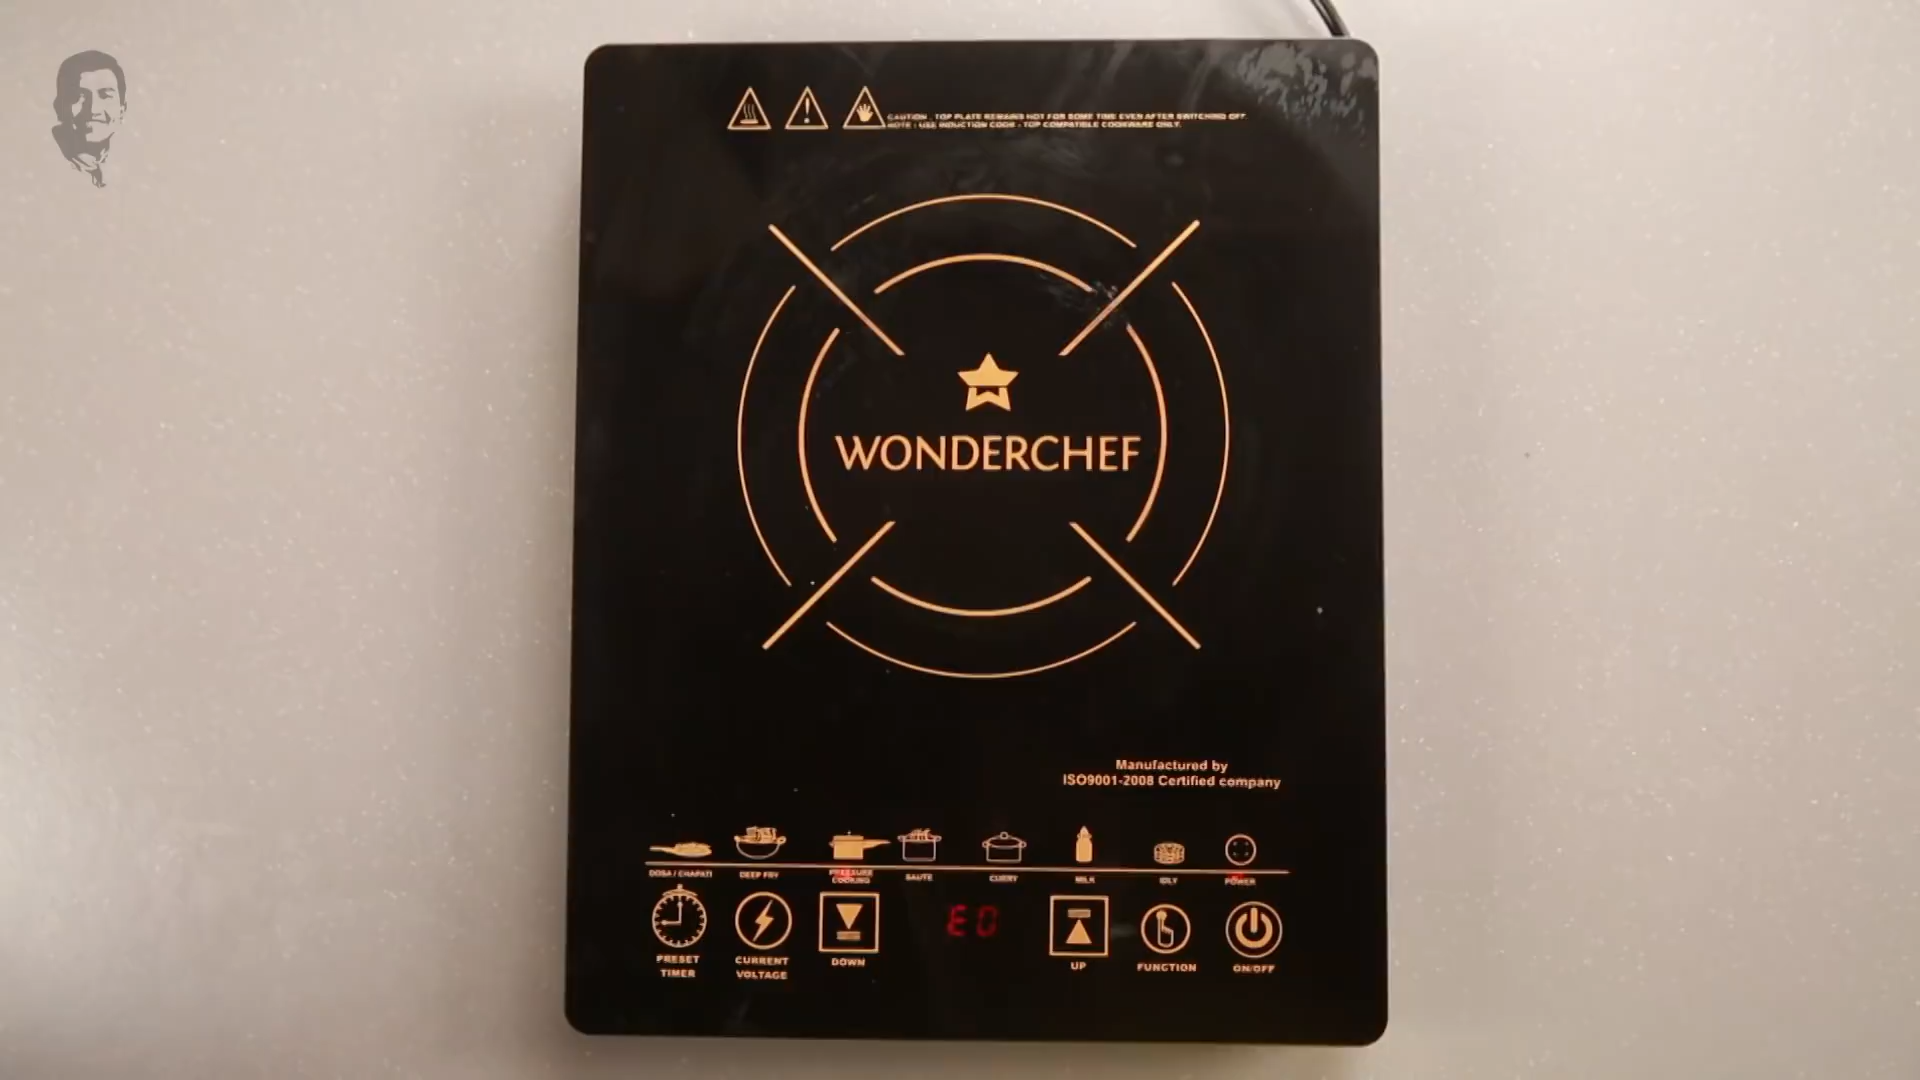 CAUTION : TOP PLATE REMAINS HOT FOR SOME TIME EVEN AFTER SWITCHING OFF.
NOTE : USE INDUCTION COOK - TOP COMPATIBLE COOKWARE ONLY.
WONDERCHEF
Manufactured by
ISO9001-2008 Certified company
DOSA / CHAPATI DEEP FRY PRESSURE COOKING SAUTE CURRY MILK IDLY POWER
E0
PRESET TIMER CURRENT VOLTAGE DOWN UP FUNCTION ON/OFF